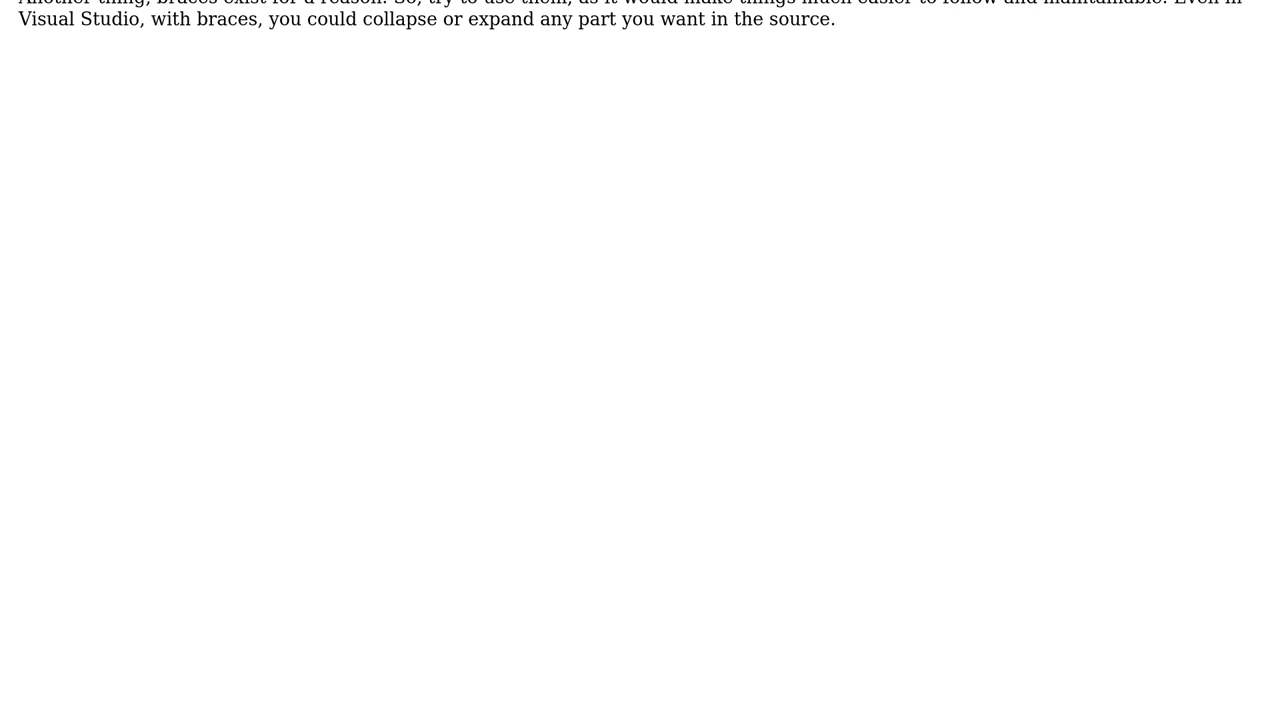 Another thing, braces exist for a reason. So, try to use them, as it would make things much easier to follow and maintainable. Even in
Visual Studio, with braces, you could collapse or expand any part you want in the source.